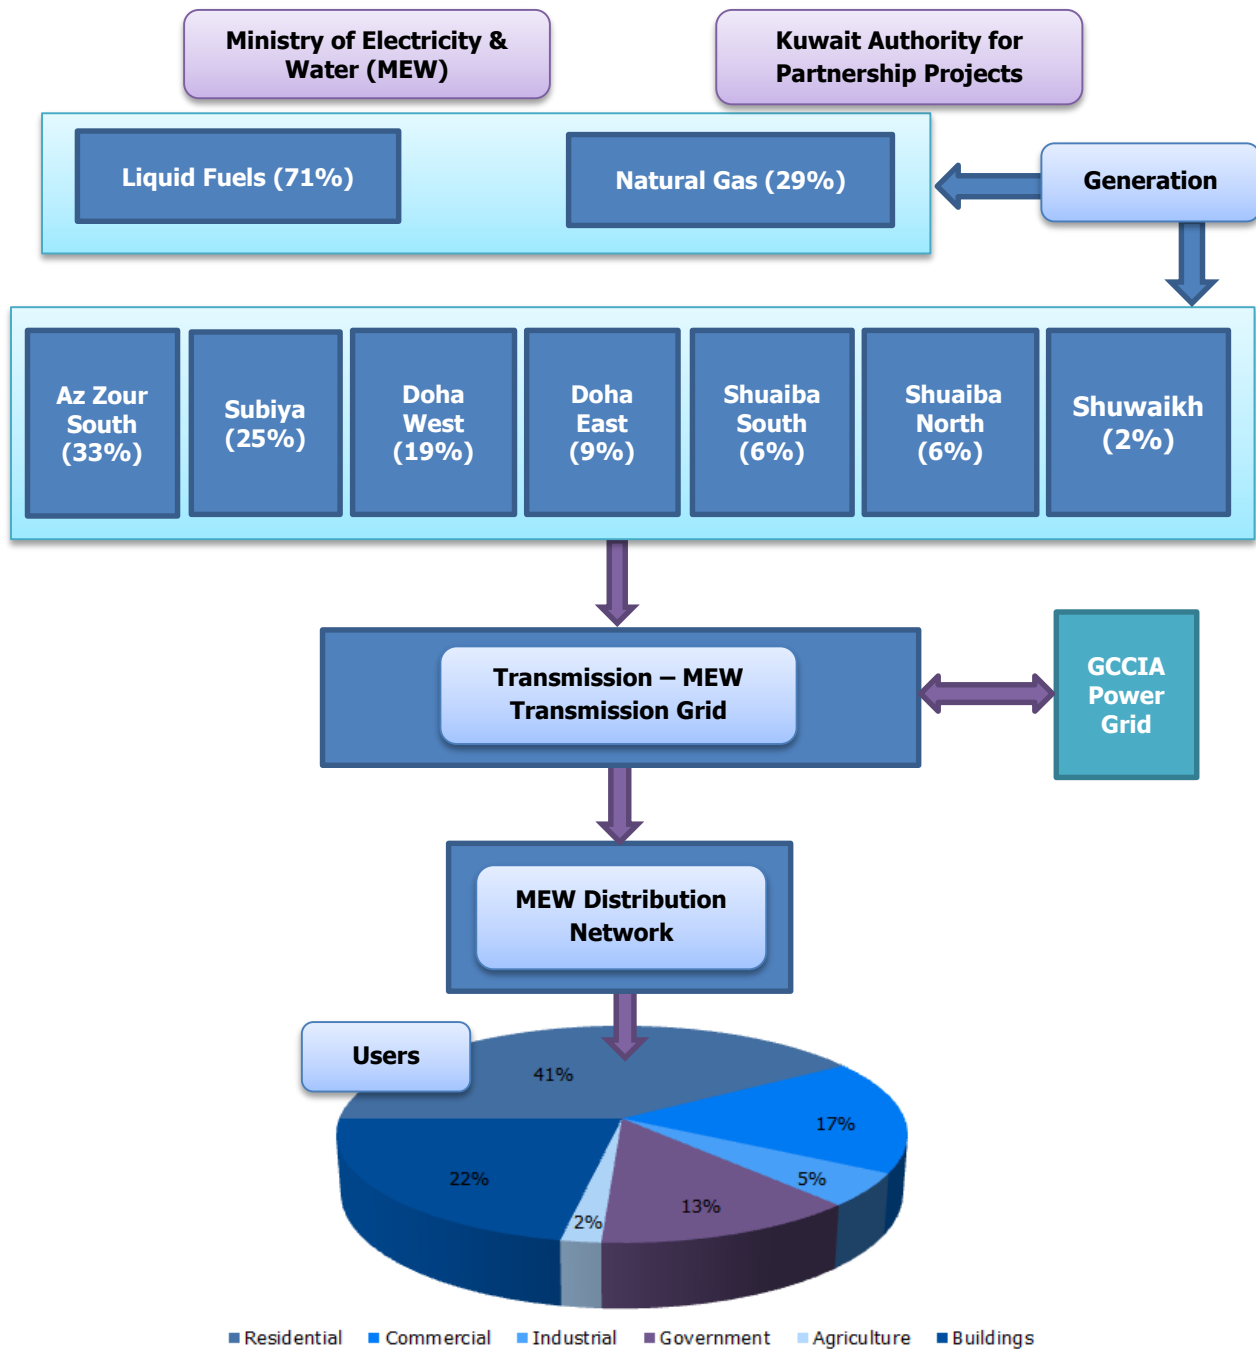 Ministry of Electricity &
Water (MEW)
Kuwait Authority for
Partnership Projects
Liquid Fuels (71%)
Natural Gas (29%)
Generation
Az Zour
South
(33%)
Subiya
(25%)
Doha
West
(19%)
Doha
East
(9%)
Shuaiba
South
(6%)
Shuaiba
North
(6%)
Shuwaikh
(2%)
Transmission – MEW
Transmission Grid
GCCIA
Power
Grid
MEW Distribution
Network
Users
41%
17%
5%
13%
2%
22%
Residential Commercial Industrial Government Agriculture Buildings